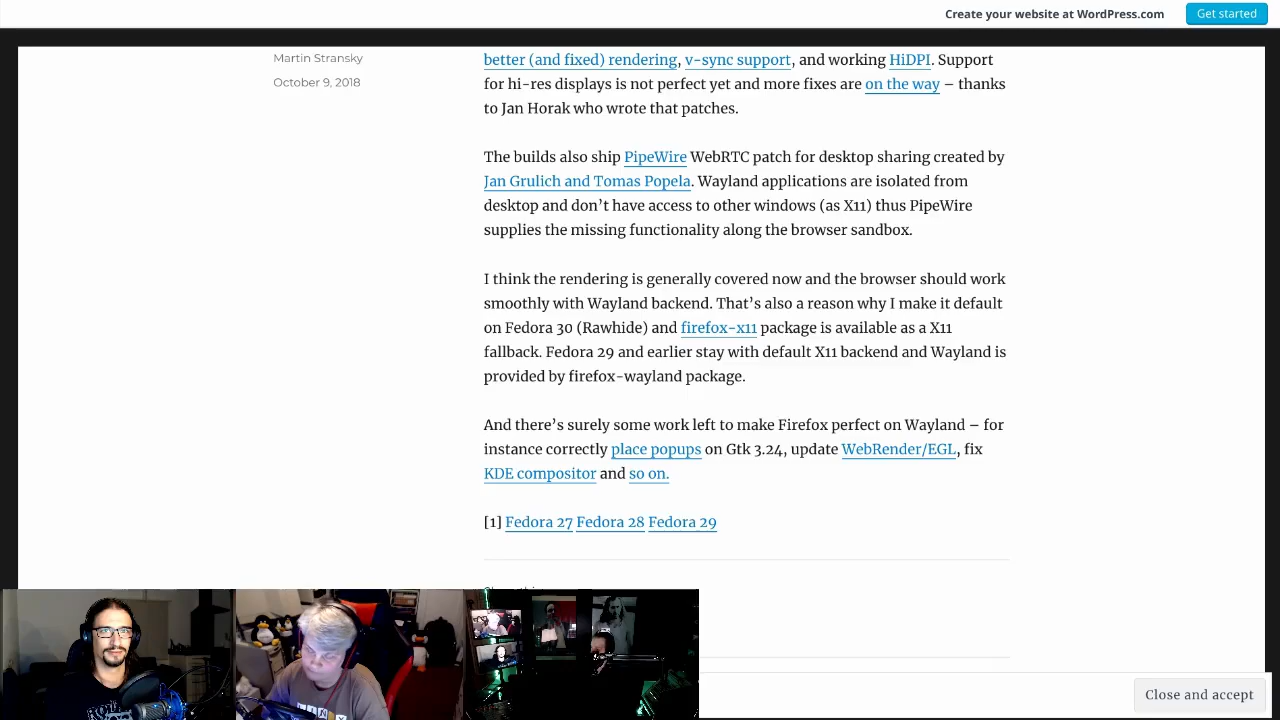 Create your website at WordPress.com
Get started
Martin Stransky
October 9, 2018
better (and fixed) rendering, v-sync support, and working HiDPI. Support
for hi-res displays is not perfect yet and more fixes are on the way – thanks
to Jan Horak who wrote that patches.
The builds also ship PipeWire WebRTC patch for desktop sharing created by
Jan Grulich and Tomas Popela. Wayland applications are isolated from
desktop and don’t have access to other windows (as X11) thus PipeWire
supplies the missing functionality along the browser sandbox.
I think the rendering is generally covered now and the browser should work
smoothly with Wayland backend. That’s also a reason why I make it default
on Fedora 30 (Rawhide) and firefox-x11 package is available as a X11
fallback. Fedora 29 and earlier stay with default X11 backend and Wayland is
provided by firefox-wayland package.
And there’s surely some work left to make Firefox perfect on Wayland – for
instance correctly place popups on Gtk 3.24, update WebRender/EGL, fix
KDE compositor and so on.
[1] Fedora 27 Fedora 28 Fedora 29
Close and accept